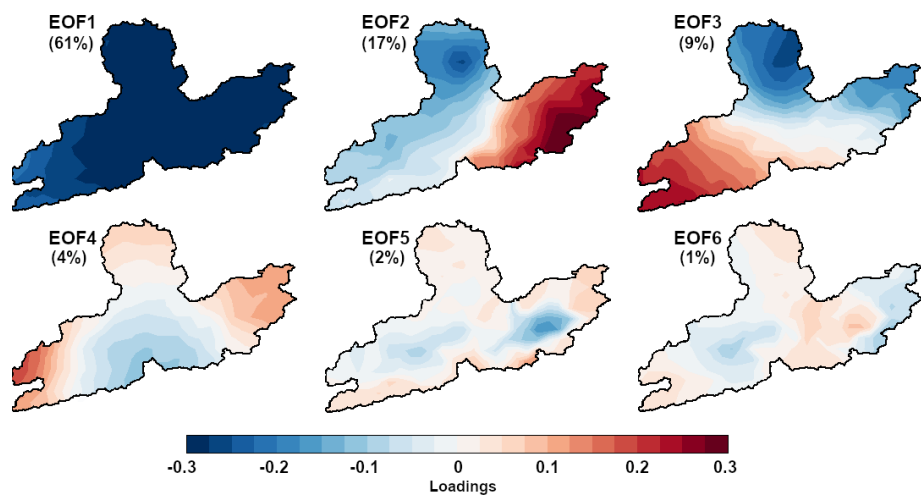 EOF1
(61%)
EOF2
(17%)
EOF3
(9%)
EOF4
(4%)
EOF5
(2%)
EOF6
(1%)
-0.3 -0.2 -0.1 0 0.1 0.2 0.3
Loadings